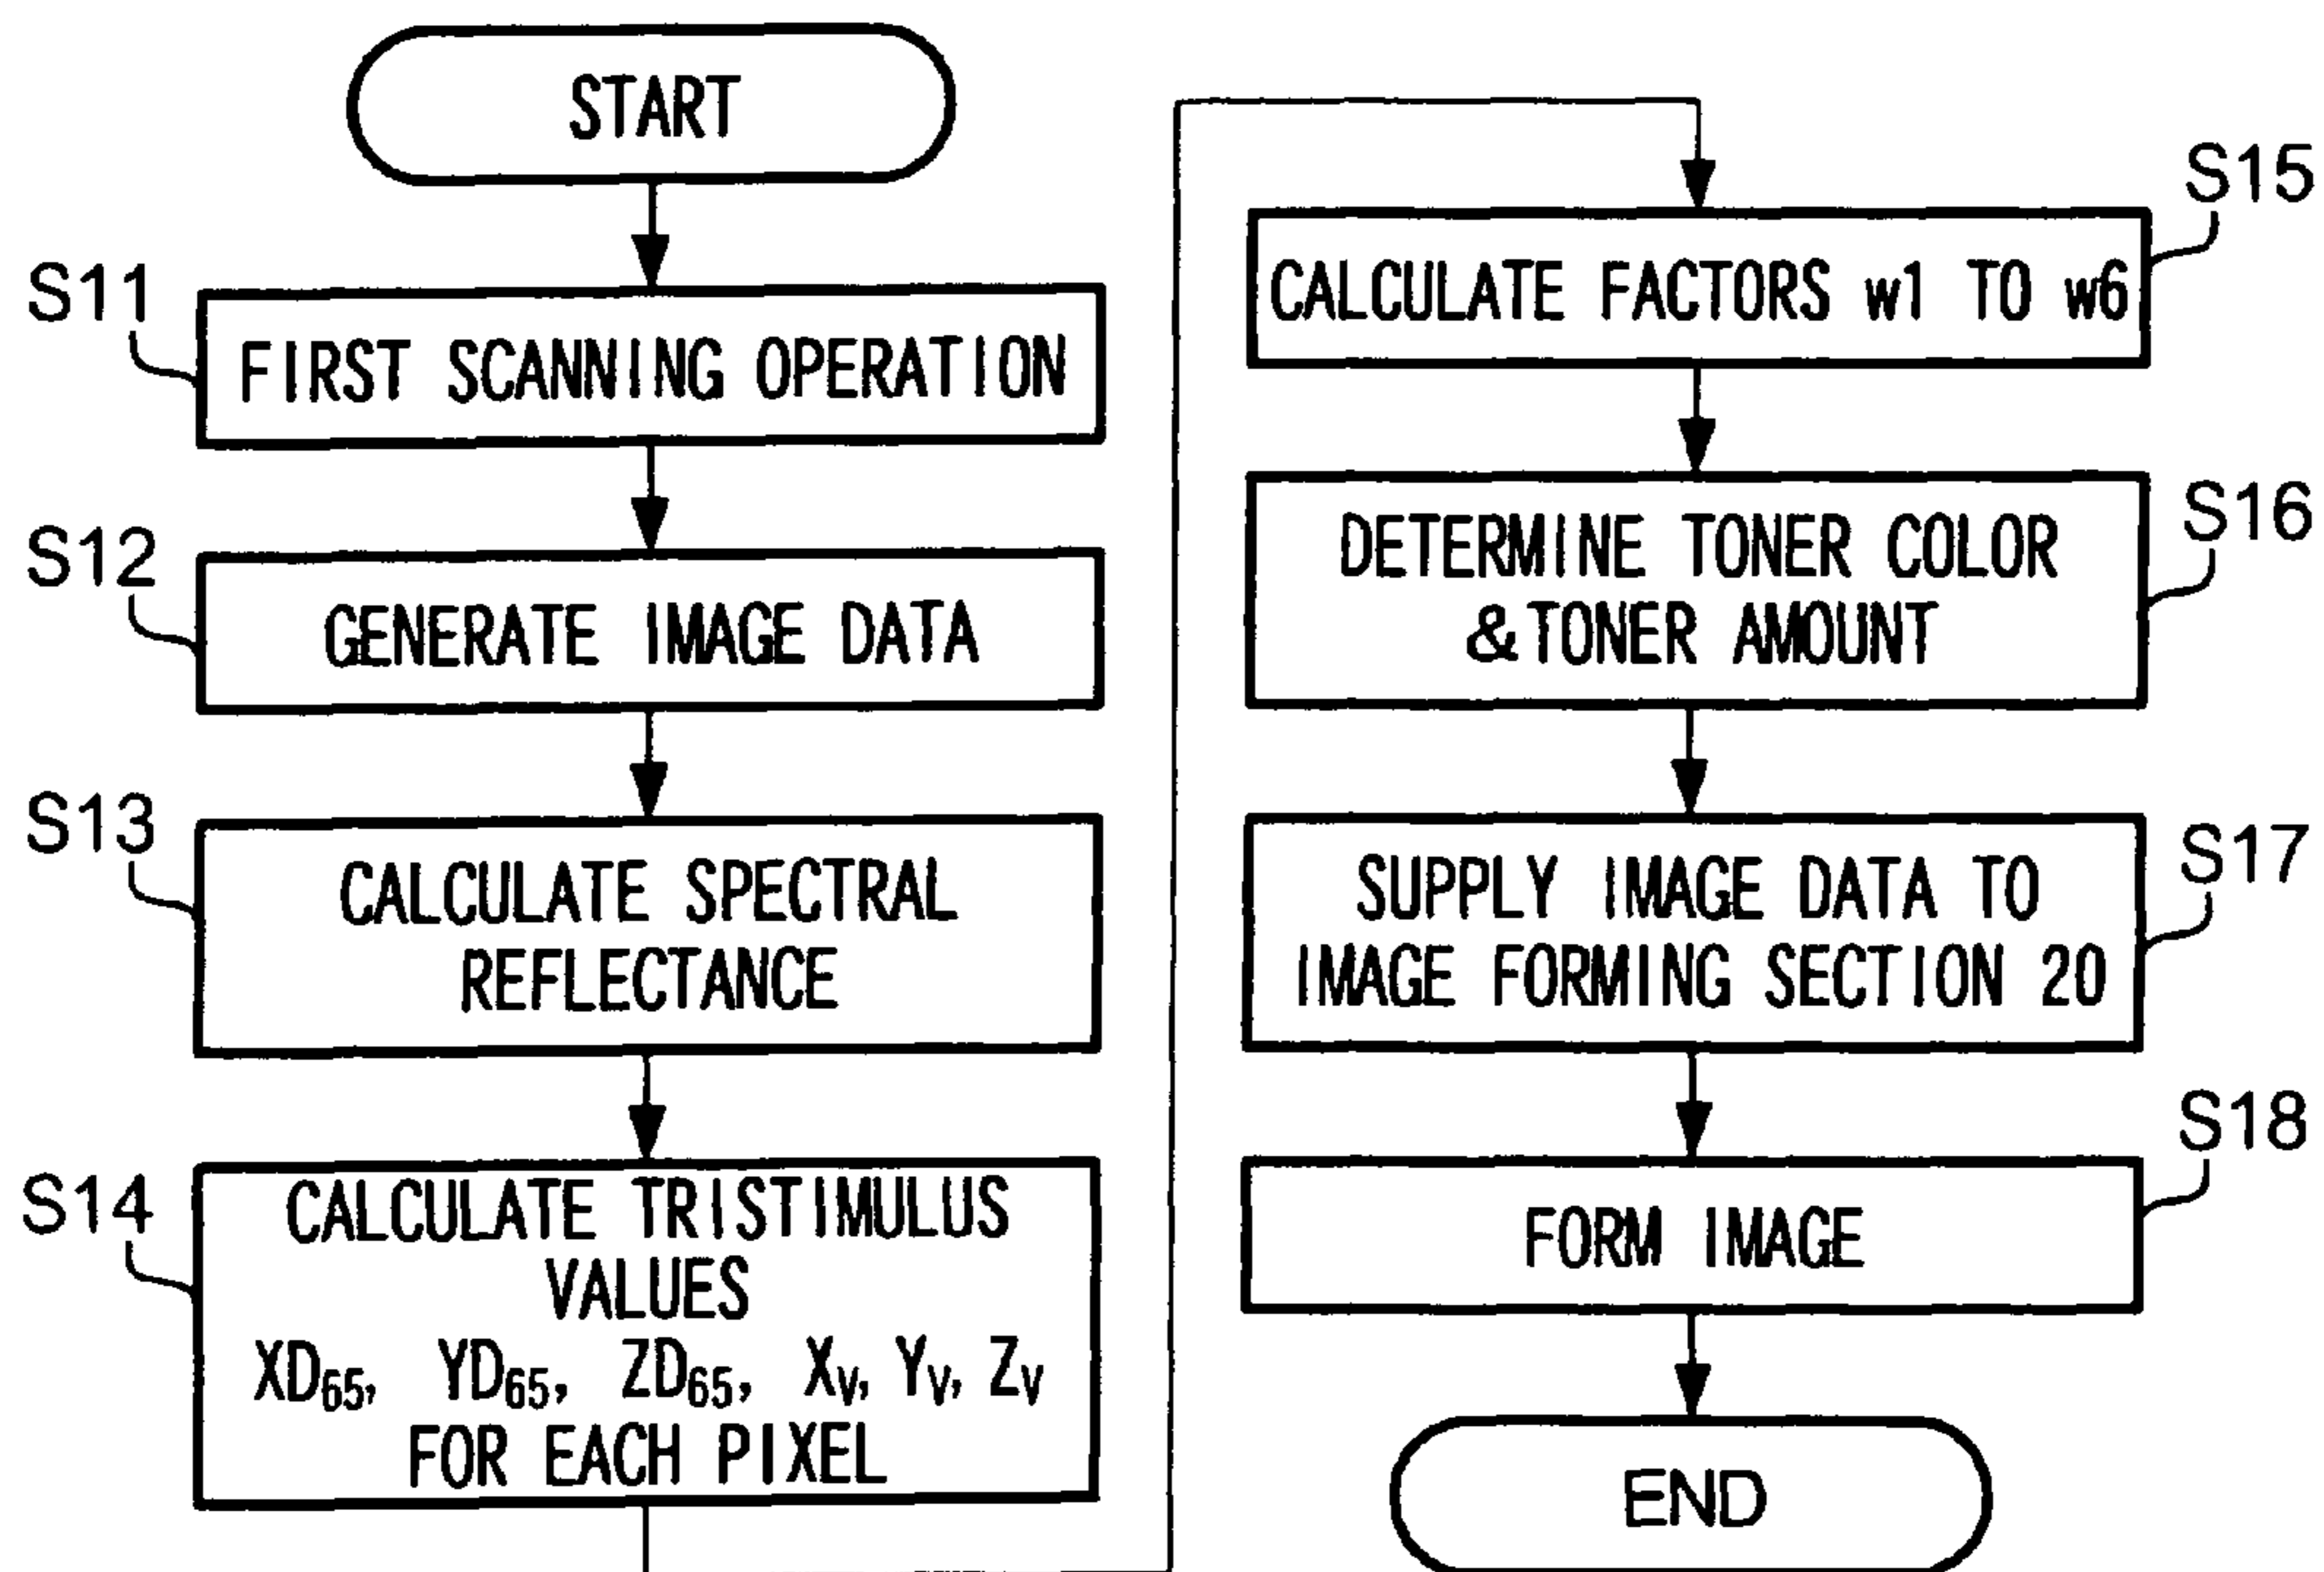 START
S11
FIRST SCANNING OPERATION
S12
GENERATE IMAGE DATA
S13
CALCULATE SPECTRAL
REFLECTANCE
S14
CALCULATE TRISTIMULUS
VALUES
XD65, YD65, ZD65, XV, YV, ZV
FOR EACH PIXEL
S15
CALCULATE FACTORS w1 TO w6
S16
DETERMINE TONER COLOR
&TONER AMOUNT
S17
SUPPLY IMAGE DATA TO
IMAGE FORMING SECTION 20
S18
FORM IMAGE
END